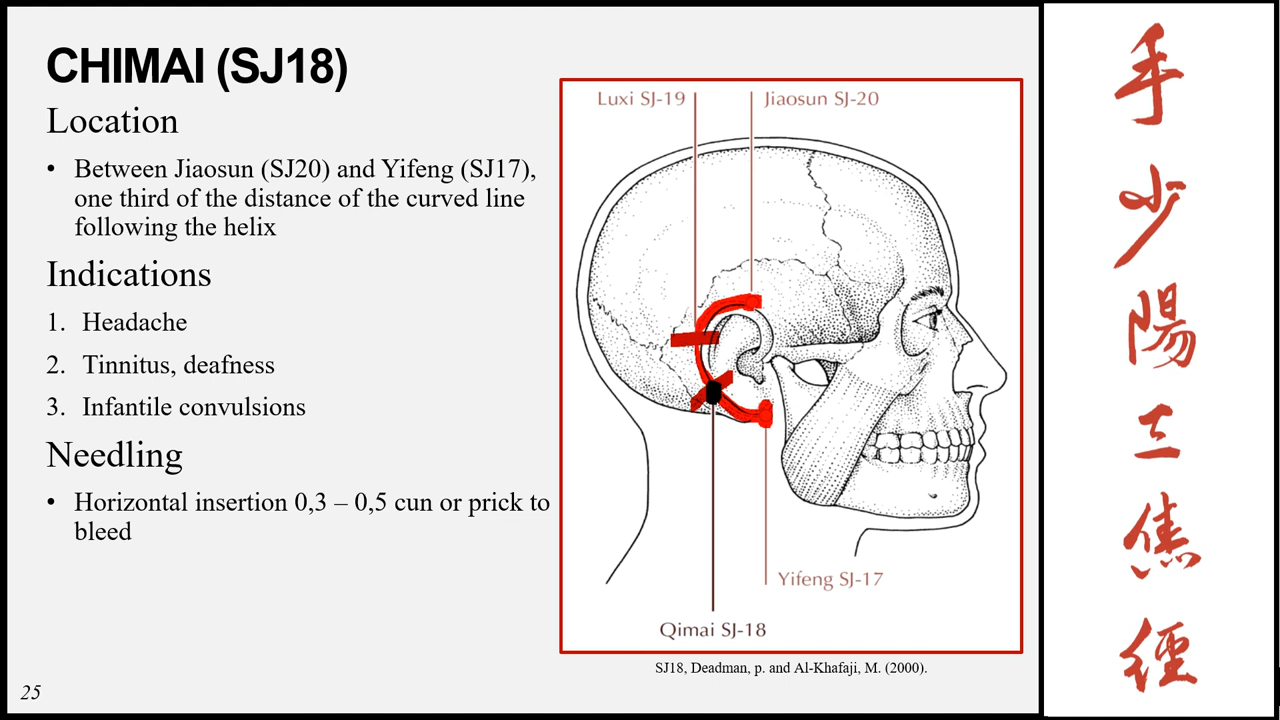 CHIMAI (SJ18)
Location
• Between Jiaosun (SJ20) and Yifeng (SJ17),
one third of the distance of the curved line
following the helix
Indications
1. Headache
2. Tinnitus, deafness
3. Infantile convulsions
Needling
• Horizontal insertion 0,3 – 0,5 cun or prick to
bleed
25
Luxi SJ-19
Jiaosun SJ-20
Yifeng SJ-17
Qimai SJ-18
SJ18, Deadman, p. and Al-Khafaji, M. (2000).
手
少
陽
三
焦
經